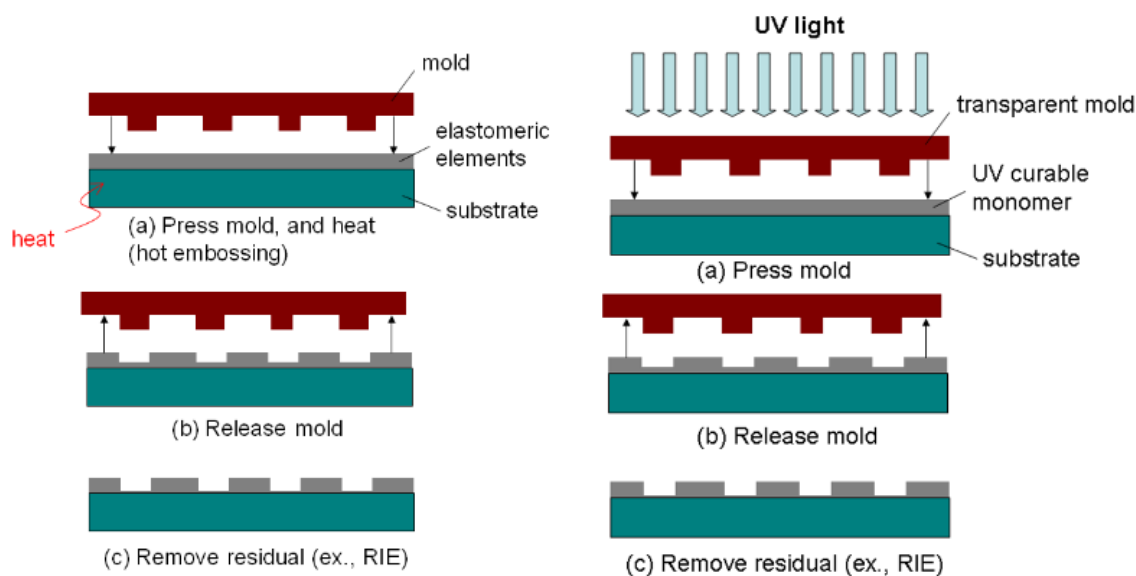 mold
elastomeric
elements
substrate
heat
(a) Press mold, and heat
(hot embossing)
(b) Release mold
(c) Remove residual (ex., RIE)
UV light
transparent mold
UV curable
monomer
substrate
(a) Press mold
(b) Release mold
(c) Remove residual (ex., RIE)